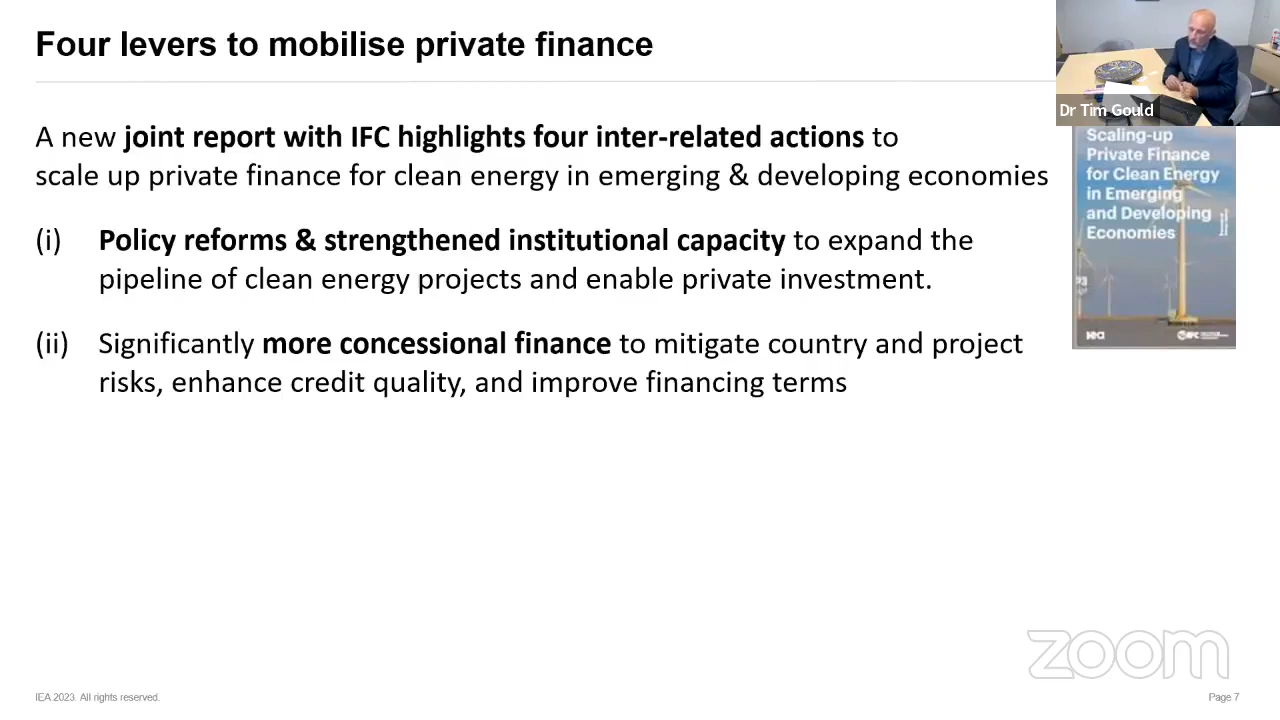 Four levers to mobilise private finance
Dr Tim Gould
A new joint report with IFC highlights four inter-related actions to
scale up private finance for clean energy in emerging & developing economies
Scaling-up
Private Finance
for Clean Energy
in Emerging
and Developing
Economies
(i) Policy reforms & strengthened institutional capacity to expand the
pipeline of clean energy projects and enable private investment.
(ii) Significantly more concessional finance to mitigate country and project
risks, enhance credit quality, and improve financing terms
iea
IFC
zoom
IEA 2023. All rights reserved.
Page 7